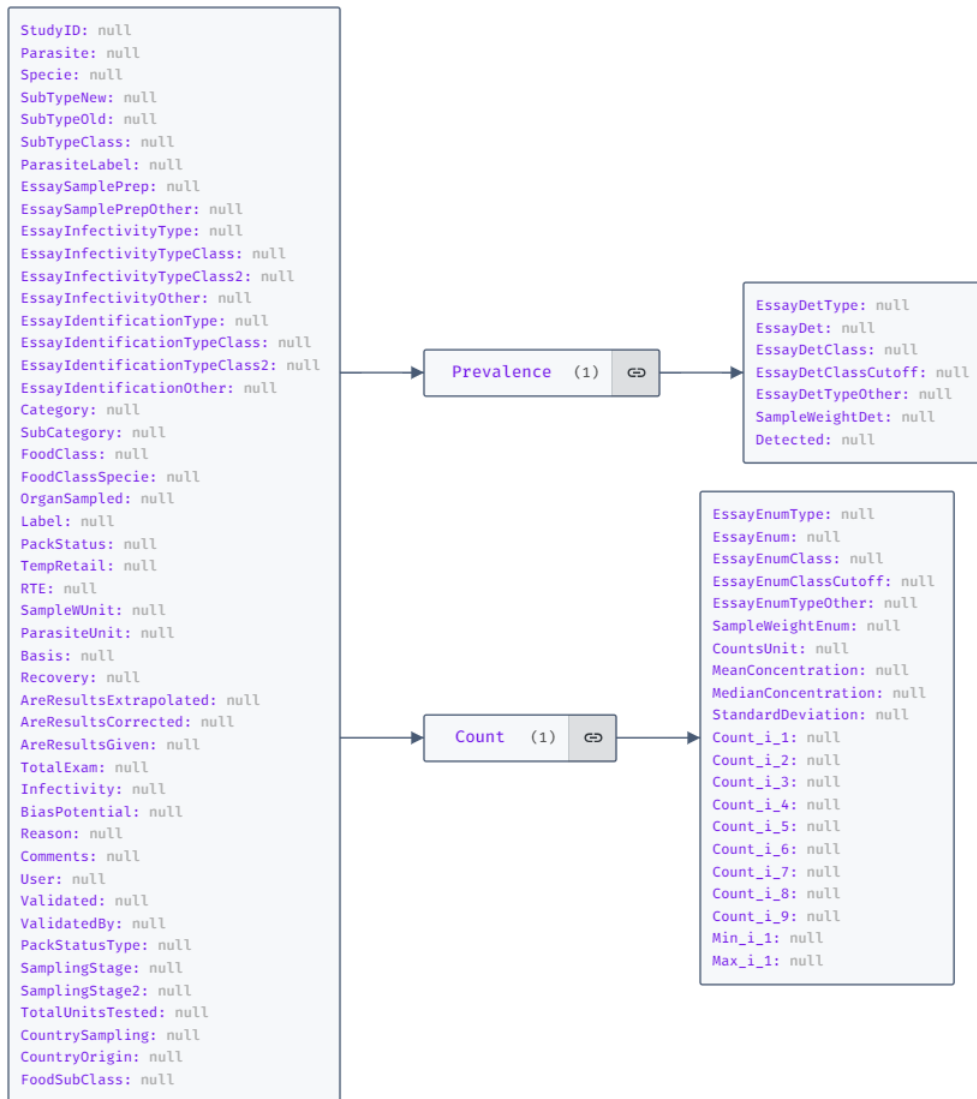 StudyID: null
Parasite: null
Specie: null
SubTypeNew: null
SubTypeOld: null
SubTypeClass: null
ParasiteLabel: null
EssaySamplePrep: null
EssaySamplePrepOther: null
EssayInfectivityType: null
EssayInfectivityTypeClass: null
EssayInfectivityTypeClass2: null
EssayInfectivityOther: null
EssayIdentificationType: null
EssayIdentificationTypeClass: null
EssayIdentificationTypeClass2: null
EssayIdentificationOther: null
Category: null
SubCategory: null
FoodClass: null
FoodClassSpecie: null
OrganSampled: null
Label: null
PackStatus: null
TempRetail: null
RTE: null
SampleWUnit: null
ParasiteUnit: null
Basis: null
Recovery: null
AreResultsExtrapolated: null
AreResultsCorrected: null
AreResultsGiven: null
TotalExam: null
Infectivity: null
BiasPotential: null
Reason: null
Comments: null
User: null
Validated: null
ValidatedBy: null
PackStatusType: null
SamplingStage: null
SamplingStage2: null
TotalUnitsTested: null
CountrySampling: null
CountryOrigin: null
FoodSubClass: null
Prevalence (1)
EssayDetType: null
EssayDet: null
EssayDetClass: null
EssayDetClassCutoff: null
EssayDetTypeOther: null
SampleWeightDet: null
Detected: null
Count (1)
EssayEnumType: null
EssayEnum: null
EssayEnumClass: null
EssayEnumClassCutoff: null
EssayEnumTypeOther: null
SampleWeightEnum: null
CountsUnit: null
MeanConcentration: null
MedianConcentration: null
StandardDeviation: null
Count_i_1: null
Count_i_2: null
Count_i_3: null
Count_i_4: null
Count_i_5: null
Count_i_6: null
Count_i_7: null
Count_i_8: null
Count_i_9: null
Min_i_1: null
Max_i_1: null